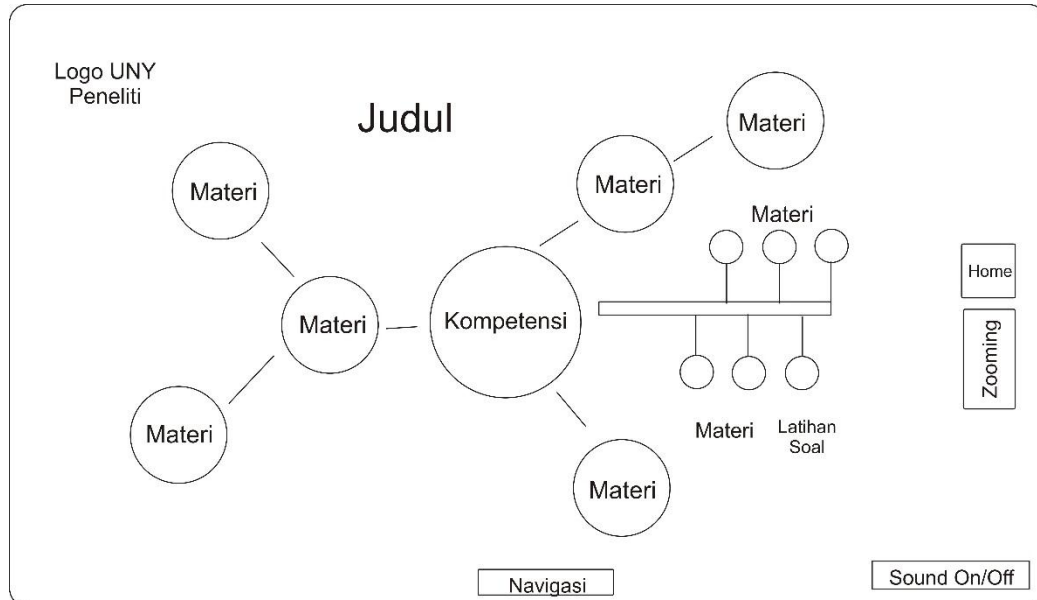 Logo UNY
Peneliti
Judul
Materi
Materi
Materi
Materi
Materi
Home
Materi
Kompetensi
Zooming
Materi
Materi
Latihan
Soal
Materi
Navigasi
Sound On/Off